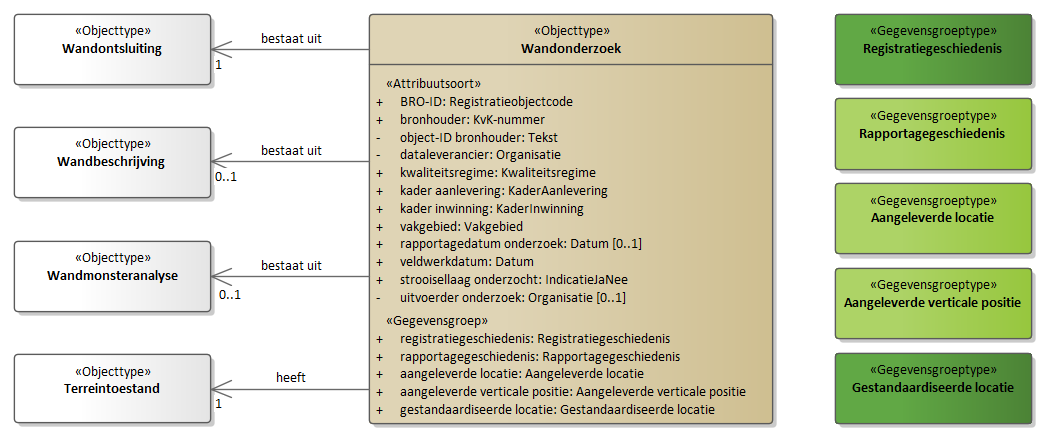 «Objecttype»
Wandontsluiting
bestaat uit
1
«Objecttype»
Wandbeschrijving
bestaat uit
0..1
«Objecttype»
Wandmonsteranalyse
bestaat uit
0..1
«Objecttype»
Terreintoestand
heeft
1
«Objecttype»
Wandonderzoek
«Attribuutsoort»
+ BRO-ID: Registratieobjectcode
+ bronhouder: KvK-nummer
- object-ID bronhouder: Tekst
- dataleverancier: Organisatie
+ kwaliteitsregime: Kwaliteitsregime
+ kader aanlevering: KaderAanlevering
+ kader inwinning: KaderInwinning
+ vakgebied: Vakgebied
+ rapportagedatum onderzoek: Datum [0..1]
+ veldwerkdatum: Datum
+ strooisellaag onderzocht: IndicatieJaNee
- uitvoerder onderzoek: Organisatie [0..1]
«Gegevensgroep»
+ registratiegeschiedenis: Registratiegeschiedenis
+ rapportagegeschiedenis: Rapportagegeschiedenis
+ aangeleverde locatie: Aangeleverde locatie
+ aangeleverde verticale positie: Aangeleverde verticale positie
+ gestandaardiseerde locatie: Gestandaardiseerde locatie
«Gegevensgroeptype»
Registratiegeschiedenis
«Gegevensgroeptype»
Rapportagegeschiedenis
«Gegevensgroeptype»
Aangeleverde locatie
«Gegevensgroeptype»
Aangeleverde verticale positie
«Gegevensgroeptype»
Gestandaardiseerde locatie